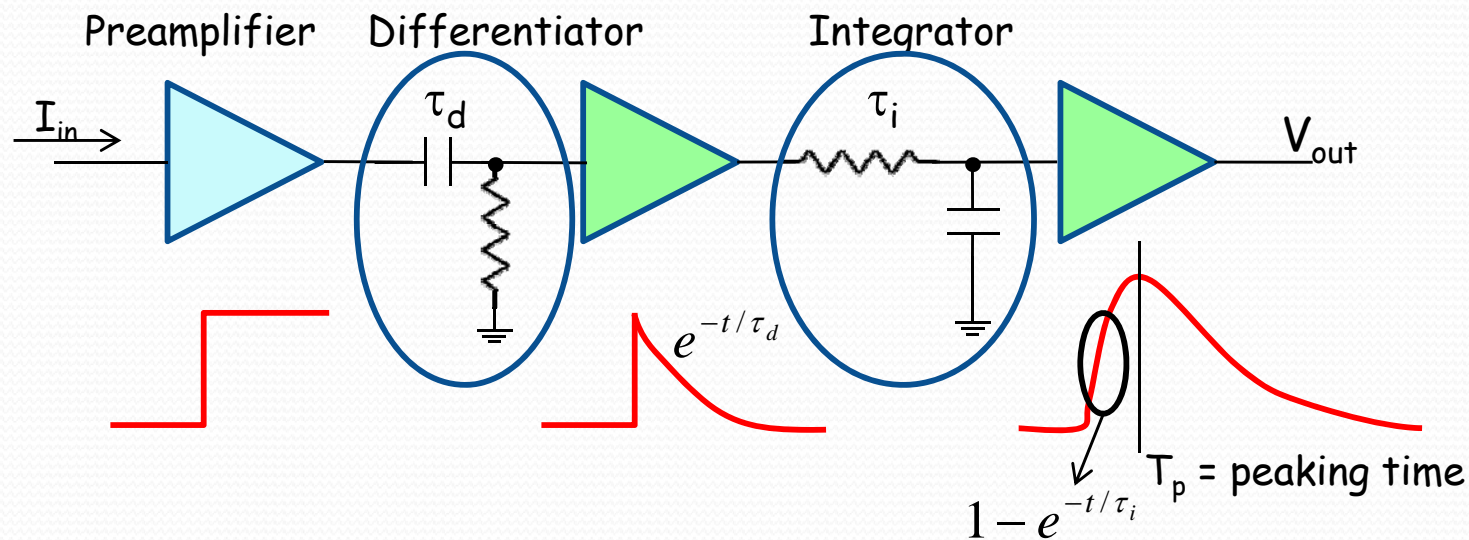 Preamplifier Differentiator Integrator
I_in τ_d τ_i V_out
e^{-t/τ_d}
T_p = peaking time
1 − e^{-t/τ_i}